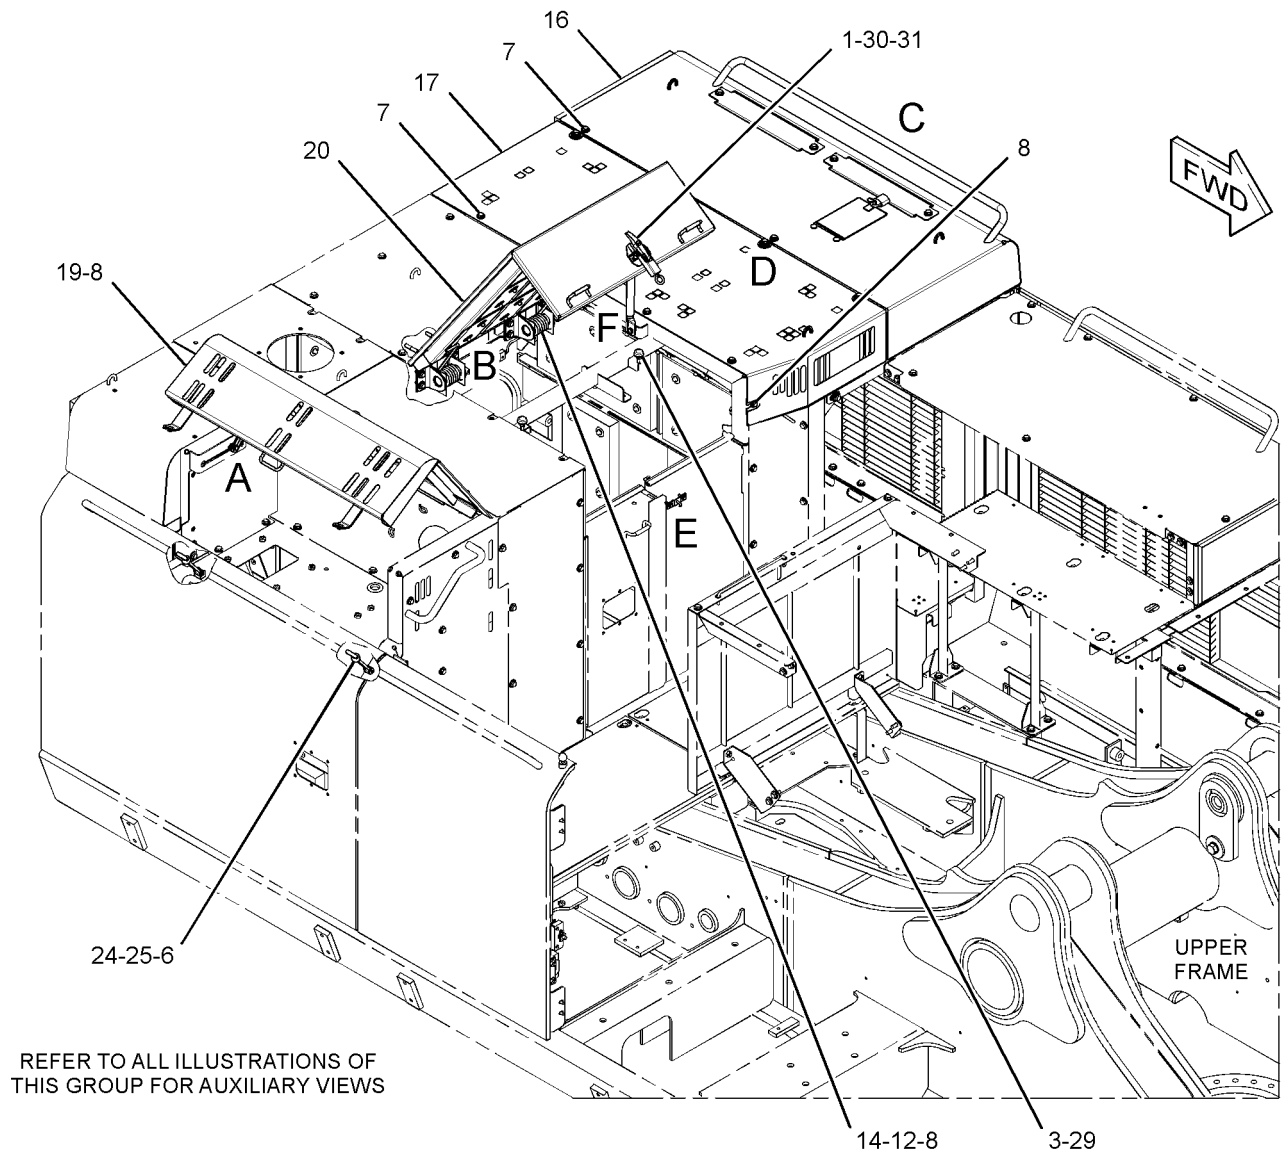 16
1-30-31
7
17
C
7
8
20
FWD
19-8
D
F
B
A
E
24-25-6
UPPER
FRAME
REFER TO ALL ILLUSTRATIONS OF
THIS GROUP FOR AUXILIARY VIEWS
14-12-8
3-29